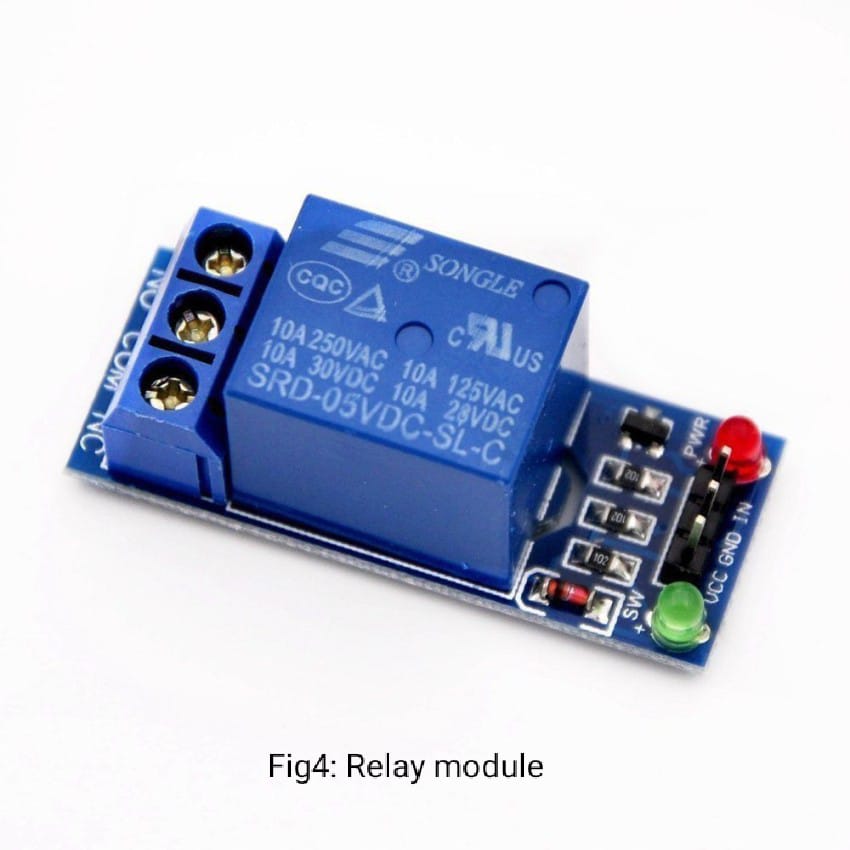 SONGLE
®
CQC
C US
10A 250VAC 10A 125VAC
10A 30VDC 10A 28VDC
SRD-05VDC-SL-C
NO COM NC
PWR
+
102
102
102
VCC GND IN
SW
+
Fig4: Relay module